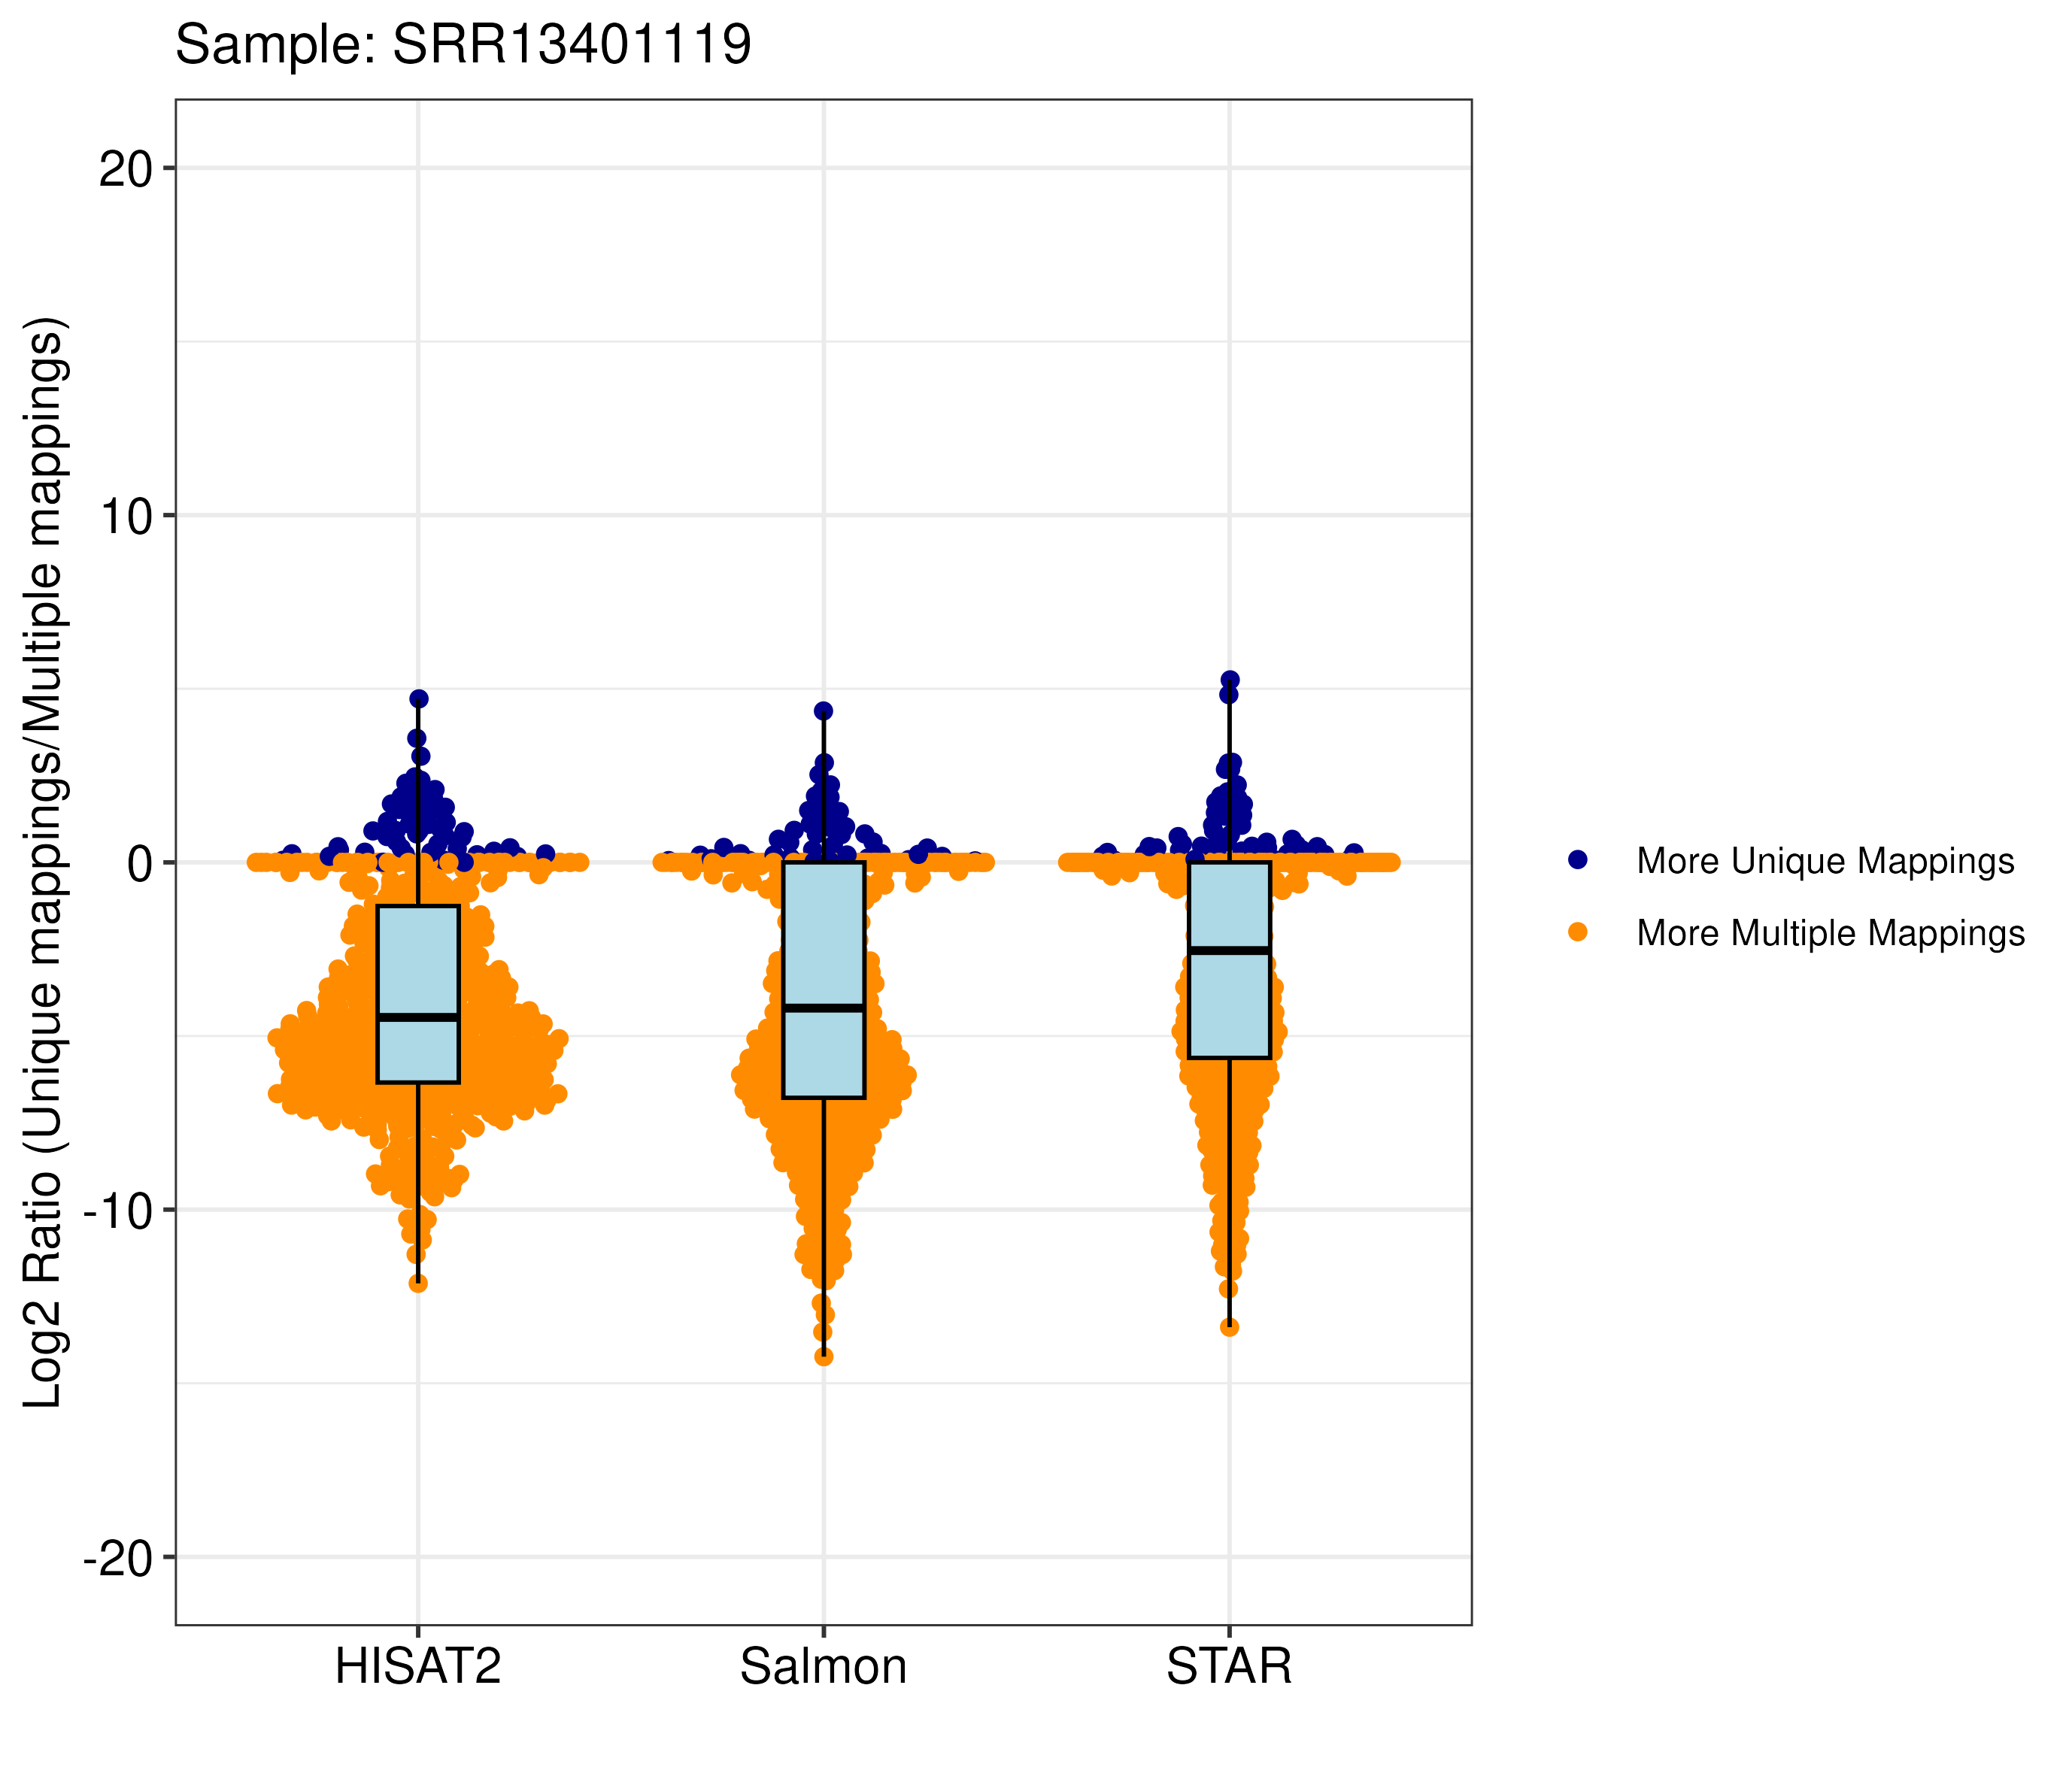 Sample: SRR13401119
Log2 Ratio (Unique mappings/Multiple mappings)
20
10
0
-10
-20
HISAT2
Salmon
STAR
More Unique Mappings
More Multiple Mappings